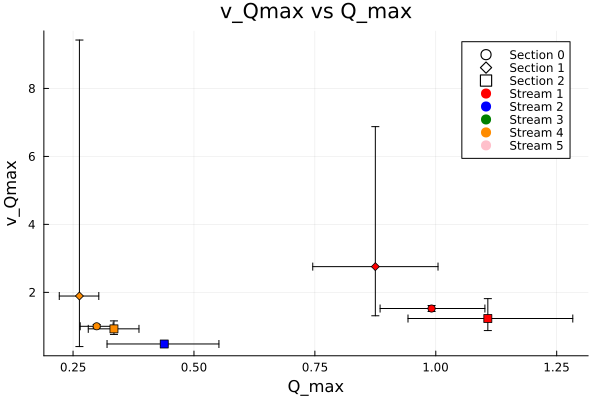 v_Qmax vs Q_max
v_Qmax
8
6
4
2
Section 0
Section 1
Section 2
Stream 1
Stream 2
Stream 3
Stream 4
Stream 5
0.25
0.50
0.75
1.00
1.25
Q_max